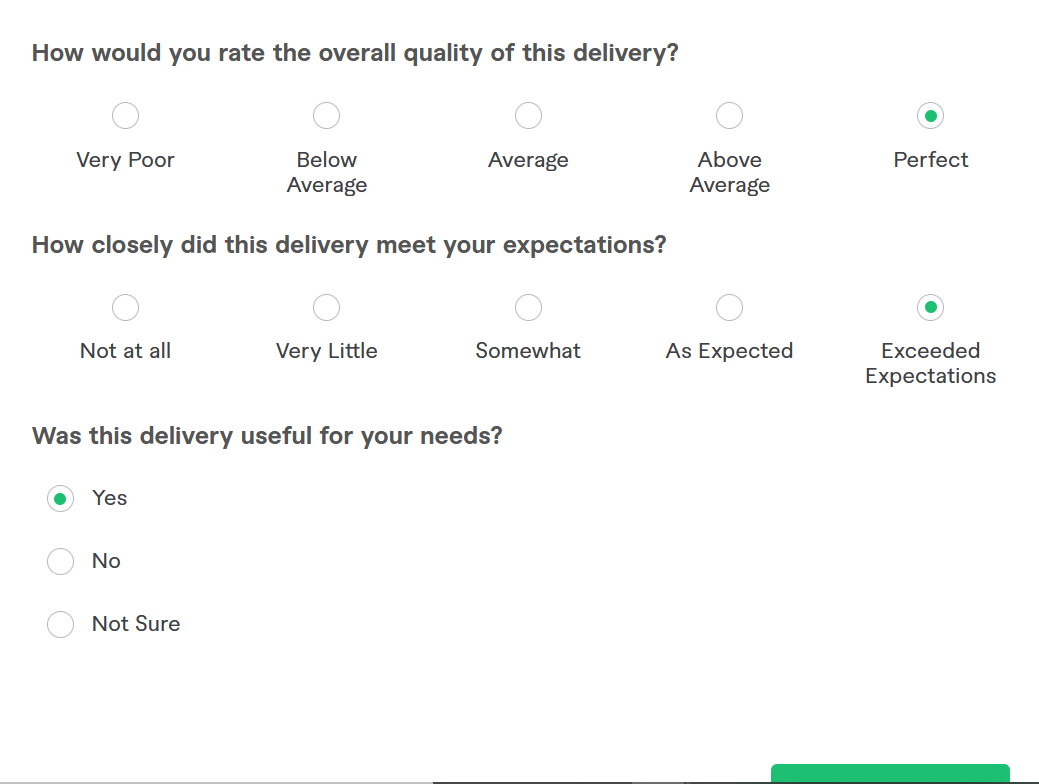 How would you rate the overall quality of this delivery?
Very Poor
Below
Average
Average
Above
Average
Perfect
How closely did this delivery meet your expectations?
Not at all
Very Little
Somewhat
As Expected
Exceeded
Expectations
Was this delivery useful for your needs?
Yes
No
Not Sure